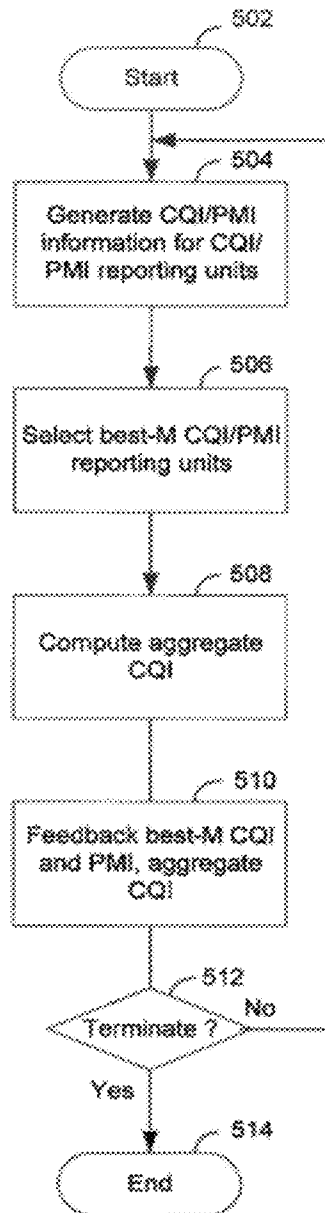 502
Start
504
Generate CQI/PMI
information for CQI/
PMI reporting units
506
Select best-M CQI/PMI
reporting units
508
Compute aggregate
CQI
510
Feedback best-M CQI
and PMI, aggregate
CQI
512
Terminate ?
No
Yes
514
End